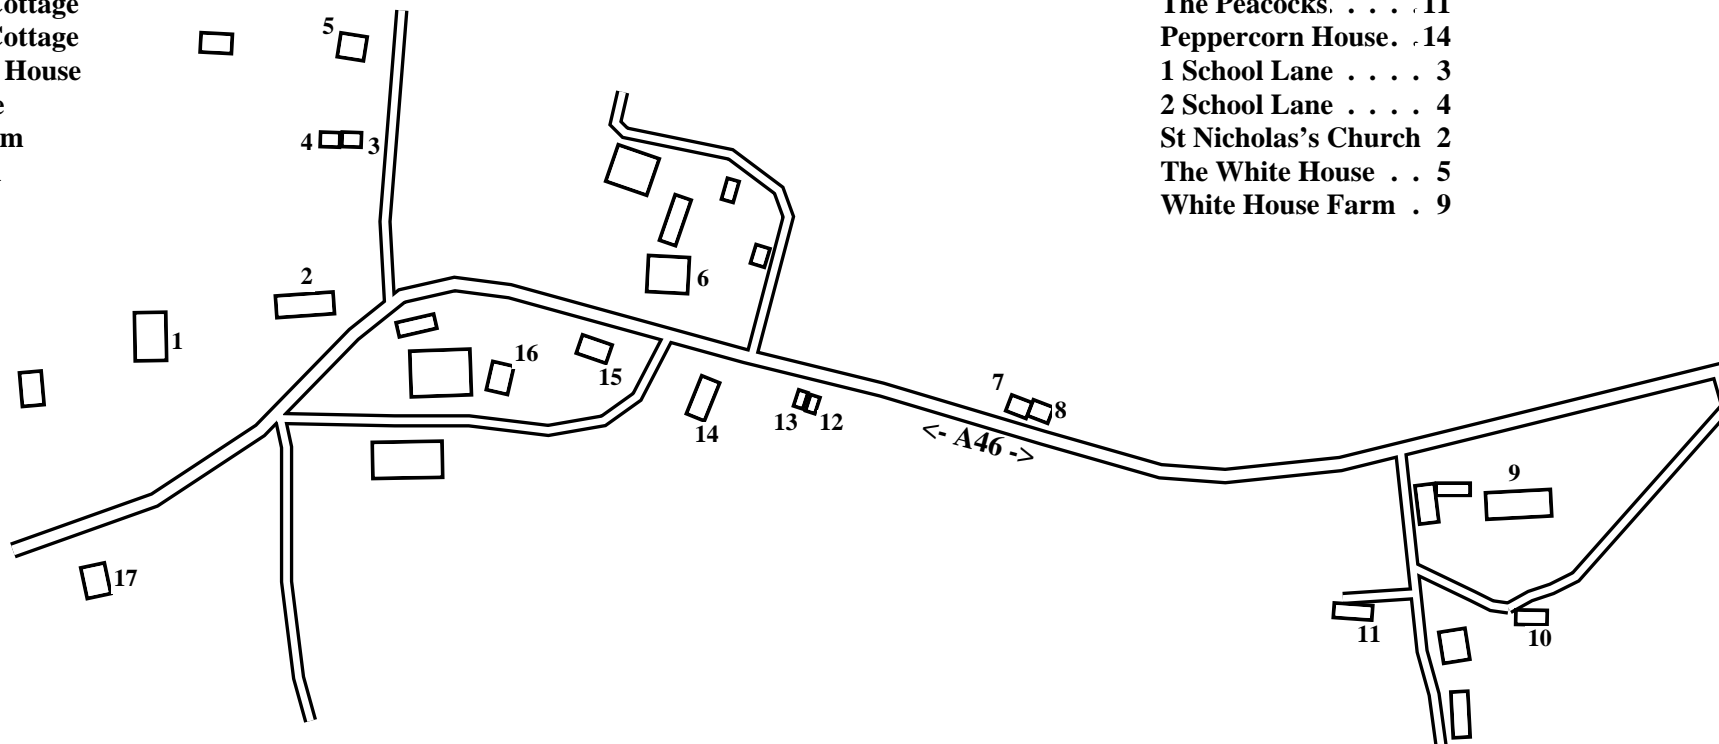 Cottage
Cottage
House
e
m
The Peacocks. . . . . 11
Peppercorn House. . 14
1 School Lane . . . . 3
2 School Lane . . . . 4
St Nicholas’s Church 2
The White House . . 5
White House Farm . 9
5
4
3
2
1
6
16
15
14
13
12
7
8
<- A46 ->
9
10
11
17